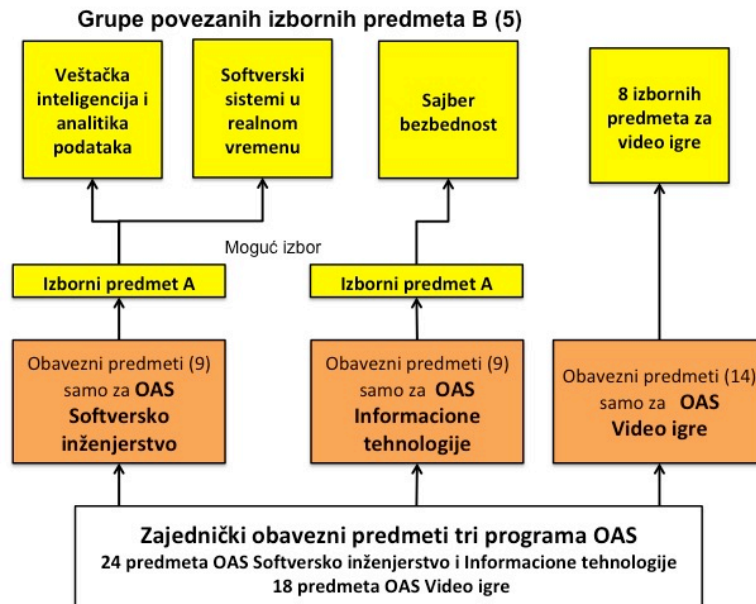 Grupe povezanih izbornih predmeta B (5)
Veštačka
inteligencija i
analitika
podataka
Softverski
sistemi u
realnom
vremenu
Sajber
bezbednost
8 izbornih
predmeta za
video igre
Moguć izbor
Izborni predmet A
Izborni predmet A
Obavezni predmeti (9)
samo za OAS
Softversko
inženjerstvo
Obavezni predmeti (9)
samo za OAS
Informacione
tehnologije
Obavezni predmeti (14)
samo za OAS
Video igre
Zajednički obavezni predmeti tri programa OAS
24 predmeta OAS Softversko inženjerstvo i Informacione tehnologije
18 predmeta OAS Video igre